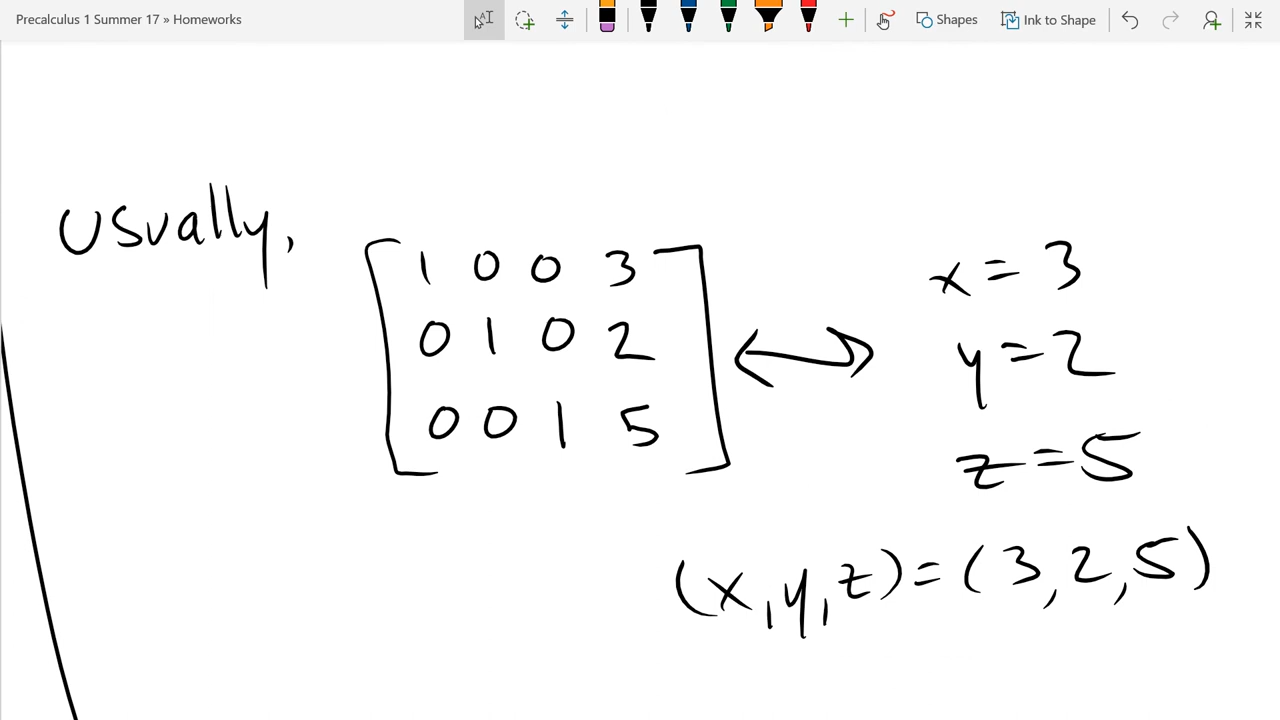 Precalculus 1 Summer 17 » Homeworks
Shapes
Ink to Shape
usually,
1 0 0 3
0 1 0 2
0 0 1 5
x = 3
y = 2
z = 5
(x, y, z) = (3, 2, 5)